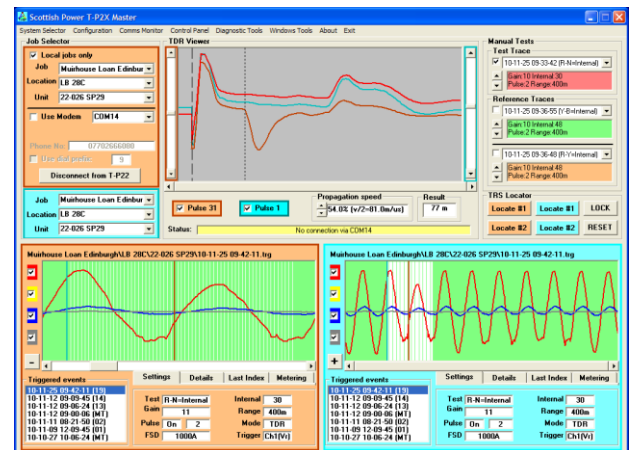 Scottish Power T-P2X Master
System Selector Configuration Comms Monitor Control Panel Diagnostic Tools Windows Tools About Exit
Job Selector
Local jobs only
Job Muirhouse Loan Edinbur
Location LB 28C
Unit 22-026 SP29
Use Modem COM14
Phone No: 07702666080
Use dial prefix 9
Disconnect from T-P22
Job Muirhouse Loan Edinbur
Location LB 28C
Unit 22-026 SP29
TDR Viewer
Pulse 31
Pulse 1
Propagation speed
54.0% (v/2=81.0m/us)
Result
77 m
Status: No connection via COM14
Manual Tests
Test Trace
10-11-25 09-33-42 (R-N=Internal)
Gain:10 Internal:30
Pulse:2 Range:400m
Reference Traces
10-11-25 09-36-55 (Y-B=Internal)
Gain:10 Internal:48
Pulse:2 Range:400m
10-11-25 09-36-48 (R-Y=Internal)
Gain:10 Internal:48
Pulse:2 Range:400m
TRS Locator
Locate #1 Locate #1 LOCK
Locate #2 Locate #2 RESET
Muirhouse Loan Edinburgh\LB 28C\22-026 SP29\10-11-25 09-42-11.trg
-
Triggered events
10-11-25 09-42-11 (19)
10-11-12 09-09-45 (14)
10-11-12 09-06-24 (13)
10-11-12 09-00-06 (MT)
10-11-11 08-21-50 (02)
10-11-09 12-09-45 (01)
10-10-27 10-06-24 (MT)
Settings Details Last Index Metering
Test R-N=Internal Internal 30
Gain 11 Range 400m
Pulse On 2 Mode TDR
FSD 1000A Trigger Ch1(Vr)
Muirhouse Loan Edinburgh\LB 28C\22-026 SP29\10-11-25 09-42-11.trg
+
Triggered events
10-11-25 09-42-11 (19)
10-11-12 09-09-45 (14)
10-11-12 09-06-24 (13)
10-11-12 09-00-06 (MT)
10-11-11 08-21-50 (02)
10-11-09 12-09-45 (01)
10-10-27 10-06-24 (MT)
Settings Details Last Index Metering
Test R-N=Internal Internal 30
Gain 11 Range 400m
Pulse On 2 Mode TDR
FSD 1000A Trigger Ch1(Vr)